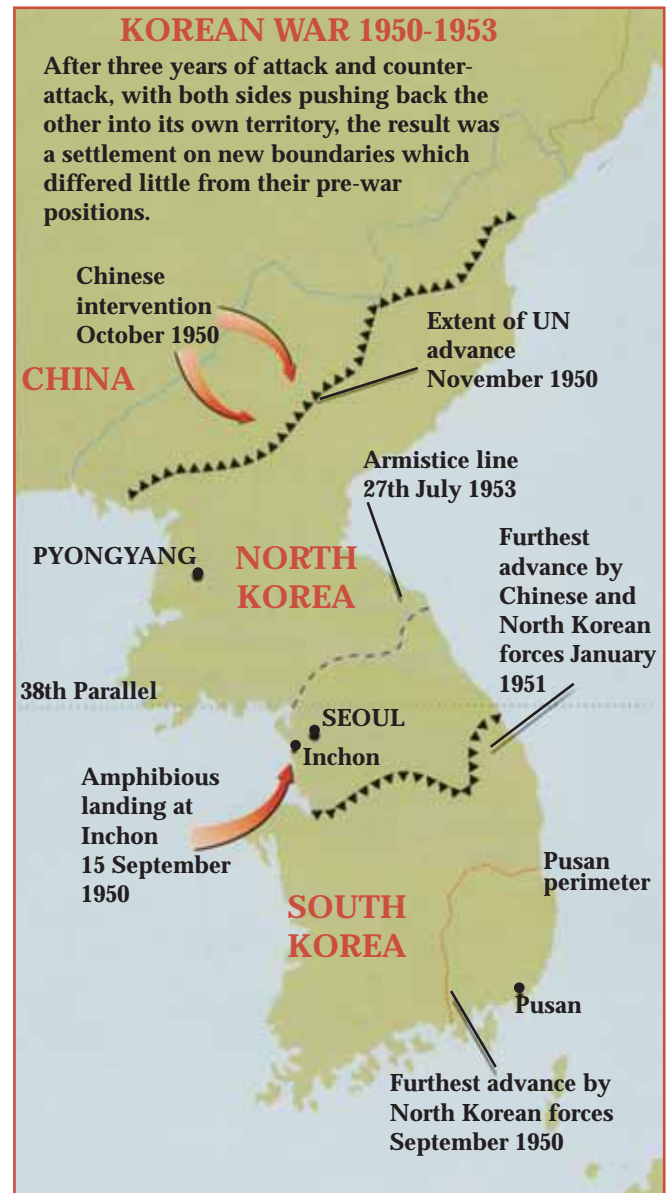 KOREAN WAR 1950-1953
After three years of attack and counter-
attack, with both sides pushing back the
other into its own territory, the result was
a settlement on new boundaries which
differed little from their pre-war
positions.
Chinese
intervention
October 1950
CHINA
Extent of UN
advance
November 1950
Armistice line
27th July 1953
PYONGYANG
NORTH
KOREA
Furthest
advance by
Chinese and
North Korean
forces January
1951
38th Parallel
SEOUL
Inchon
Amphibious
landing at
Inchon
15 September
1950
Pusan
perimeter
SOUTH
KOREA
Pusan
Furthest advance by
North Korean forces
September 1950